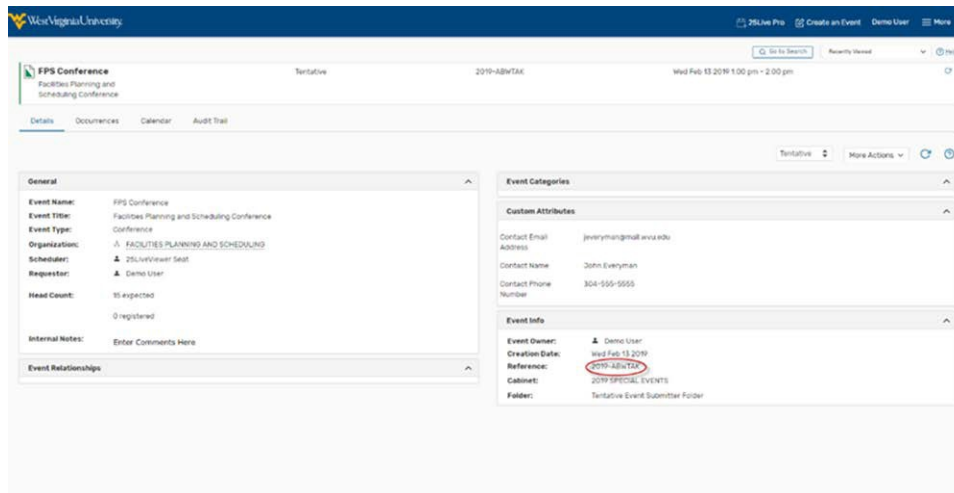 West Virginia University.
25Live Pro Create an Event Demo User More
Go to Search Recently Viewed
FPS Conference Tentative 2019-ABWTAK Wed Feb 13 2019 1:00 pm - 2:00 pm
Facilities Planning and
Scheduling Conference
Details Occurrences Calendar Audit Trail
Tentative More Actions
General
Event Name: FPS Conference
Event Title: Facilities Planning and Scheduling Conference
Event Type: Conference
Organization: FACILITIES PLANNING AND SCHEDULING
Scheduler: 25LiveViewer Seat
Requestor: Demo User
Head Count: 15 expected
0 registered
Internal Notes: Enter Comments Here
Event Relationships
Event Categories
Custom Attributes
Contact Email jeveryman@mail.wvu.edu
Address
Contact Name John Everyman
Contact Phone 304-555-5555
Number
Event Info
Event Owner: Demo User
Creation Date: Wed Feb 13 2019
Reference: 2019-ABWTAK
Cabinet: 2019 SPECIAL EVENTS
Folder: Tentative Event Submitter Folder